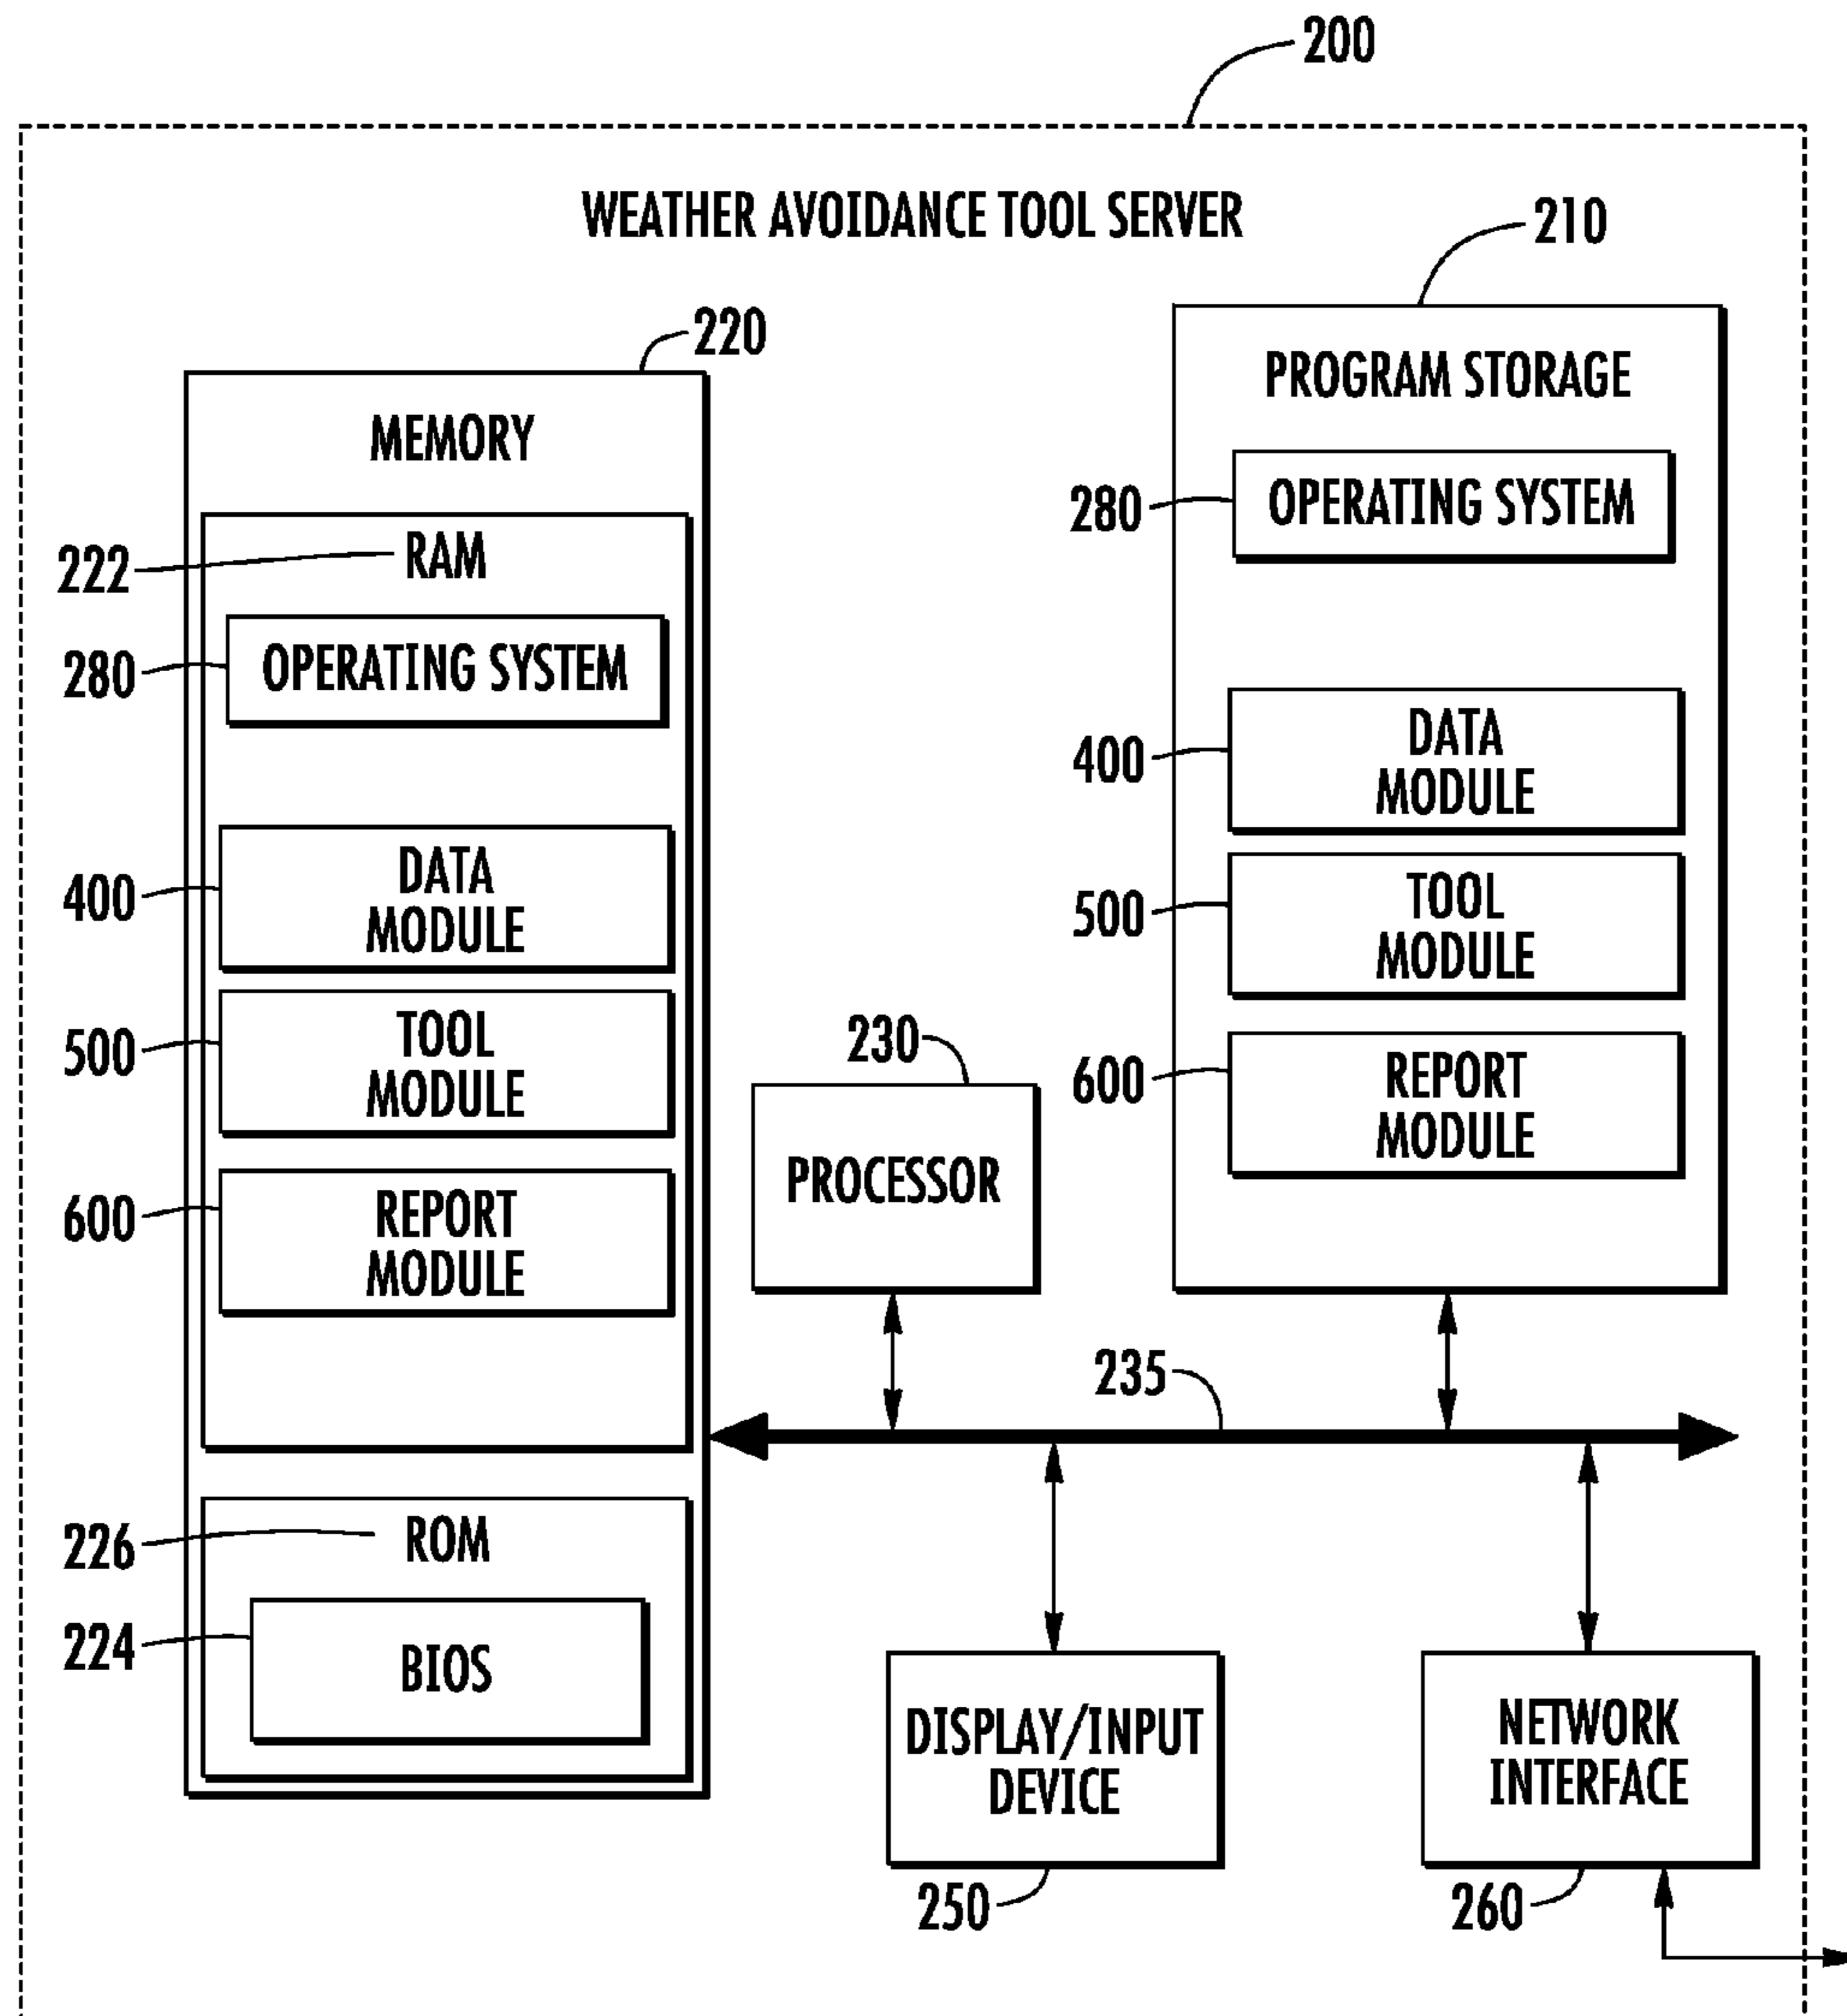 200
WEATHER AVOIDANCE TOOL SERVER
210
220
PROGRAM STORAGE
MEMORY
280
OPERATING SYSTEM
222
RAM
280
OPERATING SYSTEM
400
DATA
MODULE
400
DATA
MODULE
500
TOOL
MODULE
500
TOOL
MODULE
230
600
REPORT
MODULE
PROCESSOR
600
REPORT
MODULE
235
226
ROM
224
BIOS
DISPLAY/INPUT
DEVICE
NETWORK
INTERFACE
250
260